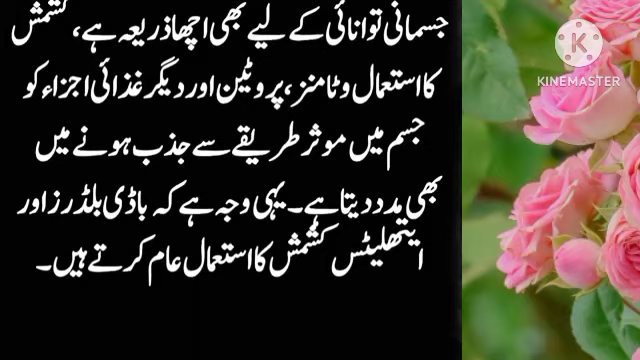 جسمانی توانائی کے لیے بھی اچھا ذریعہ ہے، کشمش
کا استعمال وٹامنز، پروٹین اور دیگر غذائی اجزاء کو
جسم میں موثر طریقے سے جذب ہونے میں
بھی مدد دیتا ہے۔ یہی وجہ ہے کہ باڈی بلڈرز اور
ایتھلیٹس کشمش کا استعمال عام کرتے ہیں۔
K
KINEMASTER